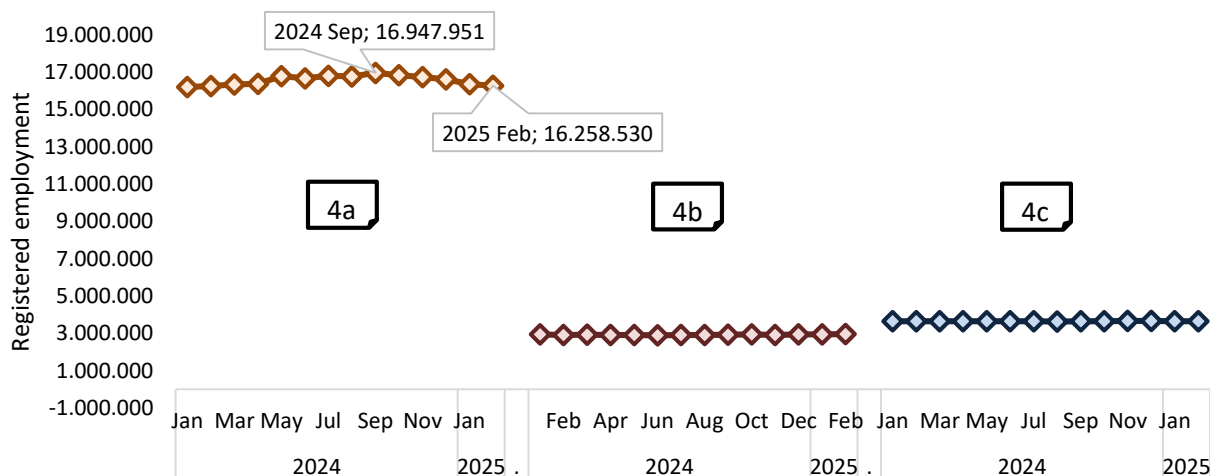 Registered employment
19.000.000
17.000.000
15.000.000
13.000.000
11.000.000
9.000.000
7.000.000
5.000.000
3.000.000
1.000.000
-1.000.000
2024 Sep; 16.947.951
2025 Feb; 16.258.530
4a
4b
4c
Jan Mar May Jul Sep Nov Jan Feb Apr Jun Aug Oct Dec Feb Jan Mar May Jul Sep Nov Jan
2024 2025 . 2024 2025 . 2024 2025